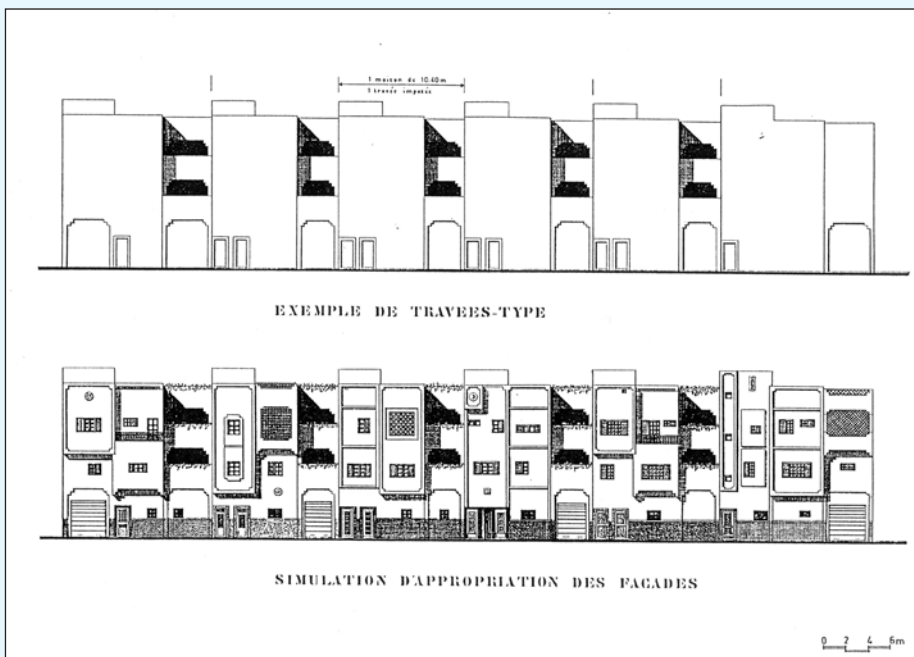 1 maison de 10.40m
1 travée imposée
EXEMPLE DE TRAVEES-TYPE
SIMULATION D'APPROPRIATION DES FACADES
0 2 4 6m